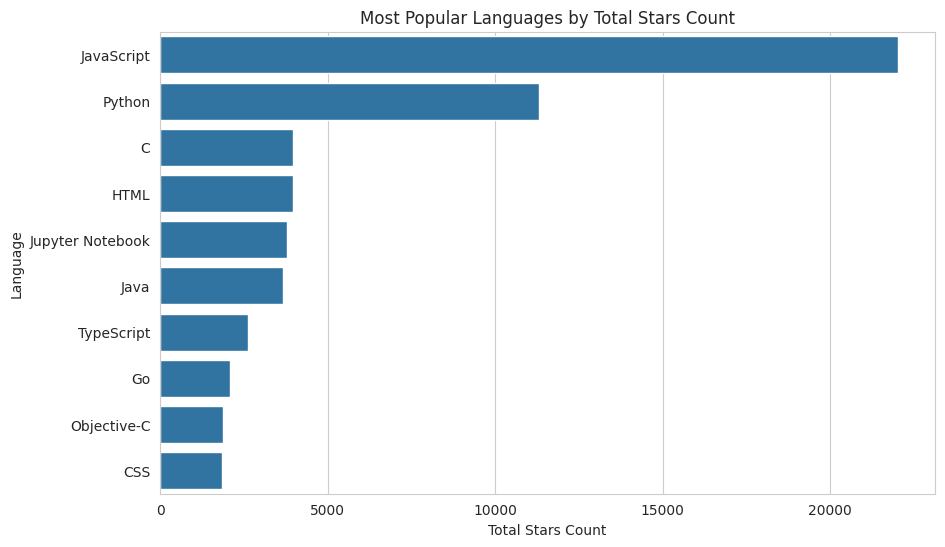 Most Popular Languages by Total Stars Count
JavaScript
Python
C
HTML
Jupyter Notebook
Java
TypeScript
Go
Objective-C
CSS
Language
0 5000 10000 15000 20000
Total Stars Count